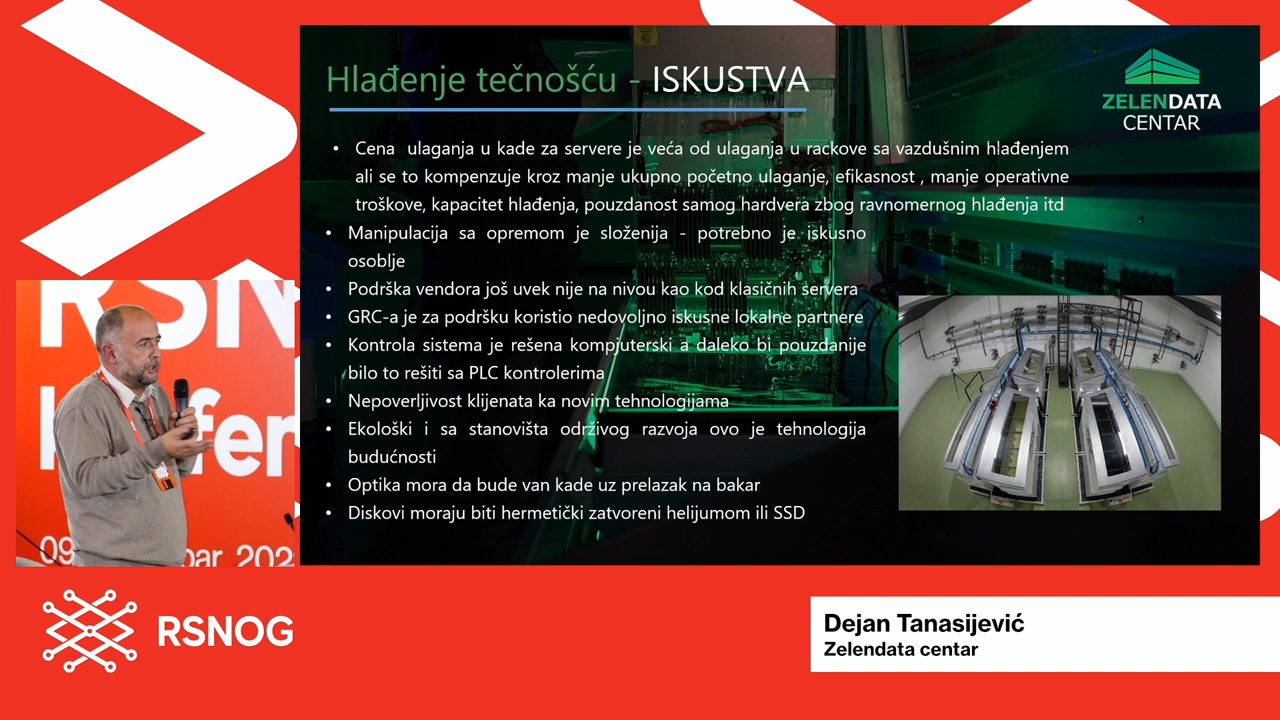 Hlađenje tečnošću - ISKUSTVA
ZELENDATA
CENTAR
• Cena ulaganja u kade za servere je veća od ulaganja u rackove sa vazdušnim hlađenjem
ali se to kompenzuje kroz manje ukupno početno ulaganje, efikasnost , manje operativne
troškove, kapacitet hlađenja, pouzdanost samog hardvera zbog ravnomernog hlađenja itd
• Manipulacija sa opremom je složenija - potrebno je iskusno
osoblje
• Podrška vendora još uvek nije na nivou kao kod klasičnih servera
• GRC-a je za podršku koristio nedovoljno iskusne lokalne partnere
• Kontrola sistema je rešena kompjuterski a daleko bi pouzdanije
bilo to rešiti sa PLC kontrolerima
• Nepoverljivost klijenata ka novim tehnologijama
• Ekološki i sa stanovišta održivog razvoja ovo je tehnologija
budućnosti
• Optika mora da bude van kade uz prelazak na bakar
• Diskovi moraju biti hermetički zatvoreni helijumom ili SSD
RSN
RSNOG
Dejan Tanasijević
Zelendata centar